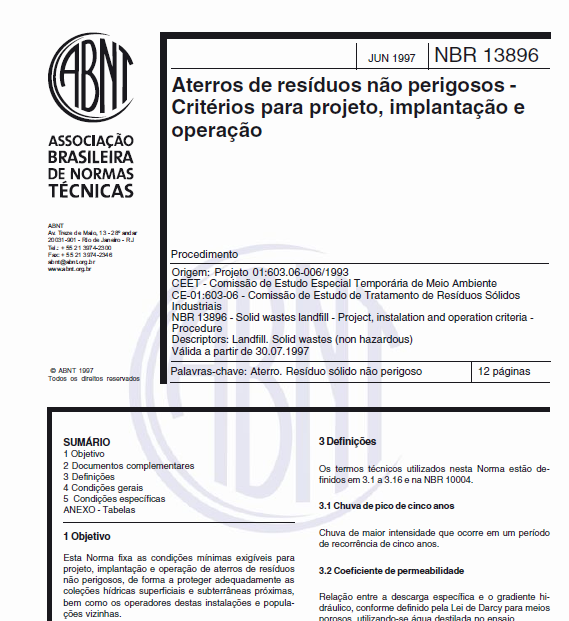 ABNT
ASSOCIAÇÃO
BRASILEIRA
DE NORMAS
TÉCNICAS
ABNT
Av. Treze de Maio, 13 - 28º andar
20031-901 - Rio de Janeiro - RJ
Tel.: + 55 21 3974-2300
Fax: + 55 21 3974-2346
abnt@abnt.org.br
www.abnt.org.br
© ABNT 1997
Todos os direitos reservados
JUN 1997
NBR 13896
Aterros de resíduos não perigosos -
Critérios para projeto, implantação e
operação
Procedimento
Origem: Projeto 01:603.06-006/1993
CEET - Comissão de Estudo Especial Temporária de Meio Ambiente
CE-01:603-06 - Comissão de Estudo de Tratamento de Resíduos Sólidos
Industriais
NBR 13896 - Solid wastes landfill - Project, instalation and operation criteria -
Procedure
Descriptors: Landfill. Solid wastes (non hazardous)
Válida a partir de 30.07.1997
Palavras-chave: Aterro. Resíduo sólido não perigoso
12 páginas
SUMÁRIO
1 Objetivo
2 Documentos complementares
3 Definições
4 Condições gerais
5 Condições específicas
ANEXO - Tabelas
1 Objetivo
Esta Norma fixa as condições mínimas exigíveis para
projeto, implantação e operação de aterros de resíduos
não perigosos, de forma a proteger adequadamente as
coleções hídricas superficiais e subterrâneas próximas,
bem como os operadores destas instalações e popula-
ções vizinhas.
3 Definições
Os termos técnicos utilizados nesta Norma estão de-
finidos em 3.1 a 3.16 e na NBR 10004.
3.1 Chuva de pico de cinco anos
Chuva de maior intensidade que ocorre em um período
de recorrência de cinco anos.
3.2 Coeficiente de permeabilidade
Relação entre a descarga específica e o gradiente hi-
dráulico, conforme definido pela Lei de Darcy para meios
porosos, utilizando-se água destilada no ensaio.